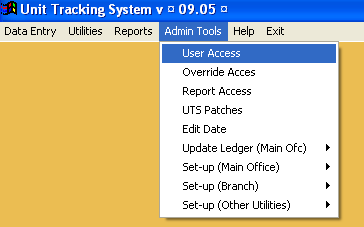 Unit Tracking System v ¤ 09.05 ¤
Data Entry Utilities Reports Admin Tools Help Exit
User Access
Override Acces
Report Access
UTS Patches
Edit Date
Update Ledger (Main Ofc)
Set-up (Main Office)
Set-up (Branch)
Set-up (Other Utilities)